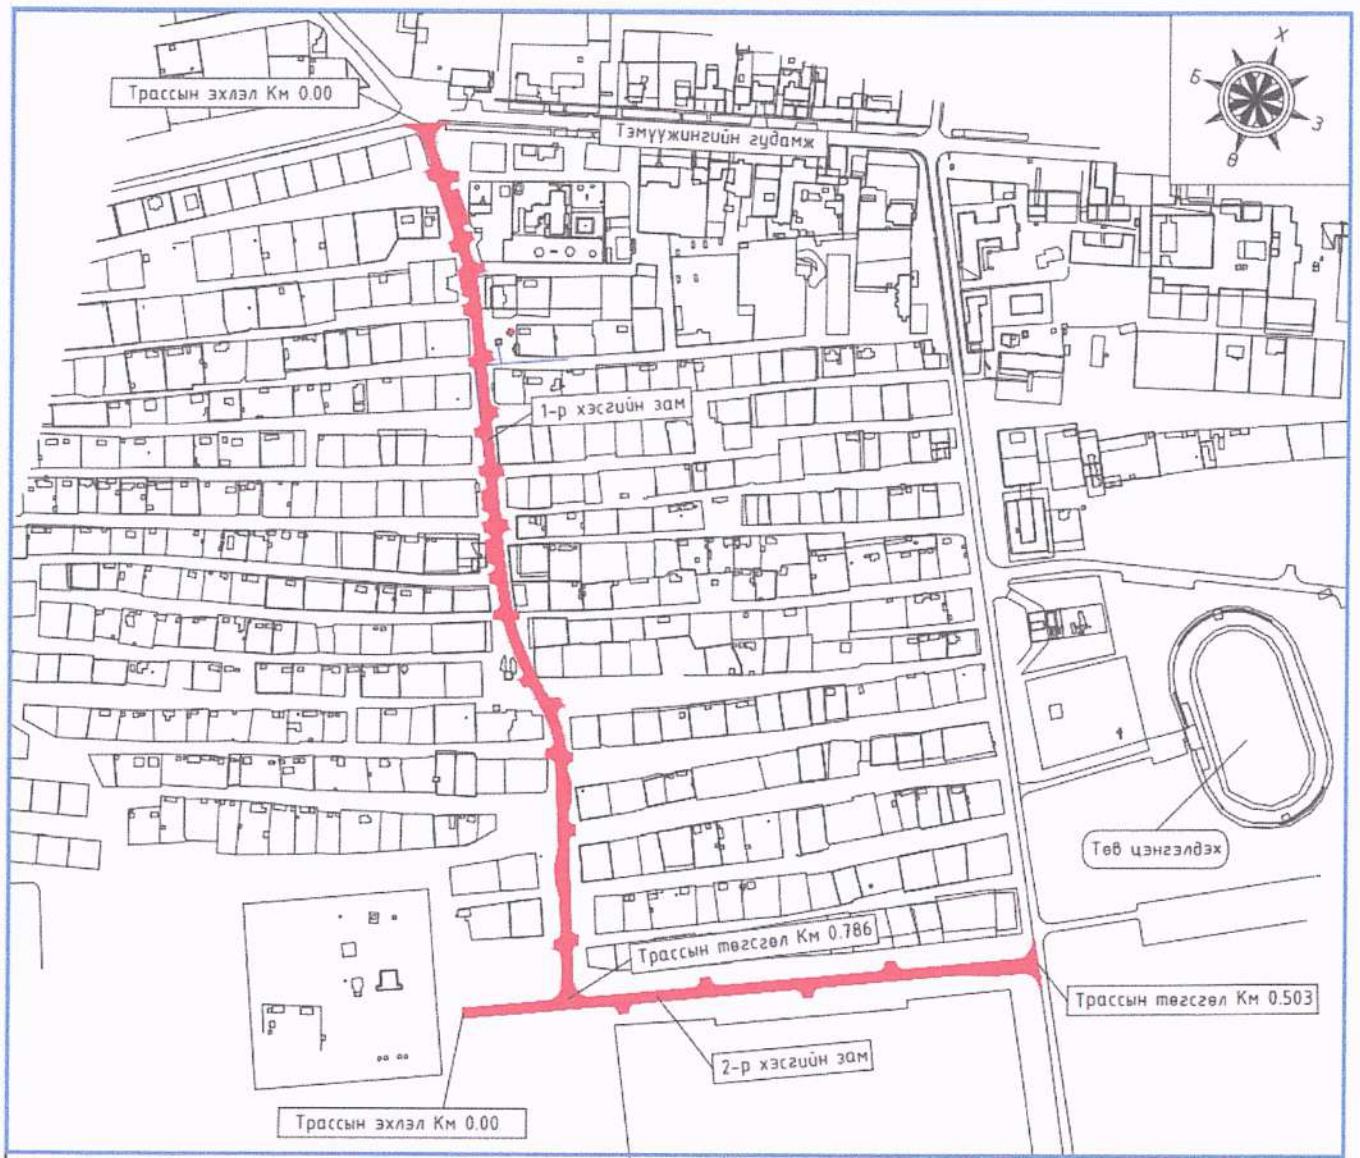 Х
Б
З
Ө
Трассын эхлэл Км 0.00
Тэмүүжингийн гудамж
1-р хэсгийн зам
Төв цэнгэлдэх
Трассын төгсгөл Км 0.786
Трассын төгсгөл Км 0.503
2-р хэсгийн зам
Трассын эхлэл Км 0.00